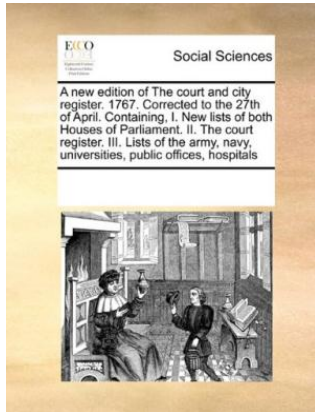 ECCO
Social Sciences
A new edition of The court and city
register. 1767. Corrected to the 27th
of April. Containing, I. New lists of both
Houses of Parliament. II. The court
register. III. Lists of the army, navy,
universities, public offices, hospitals